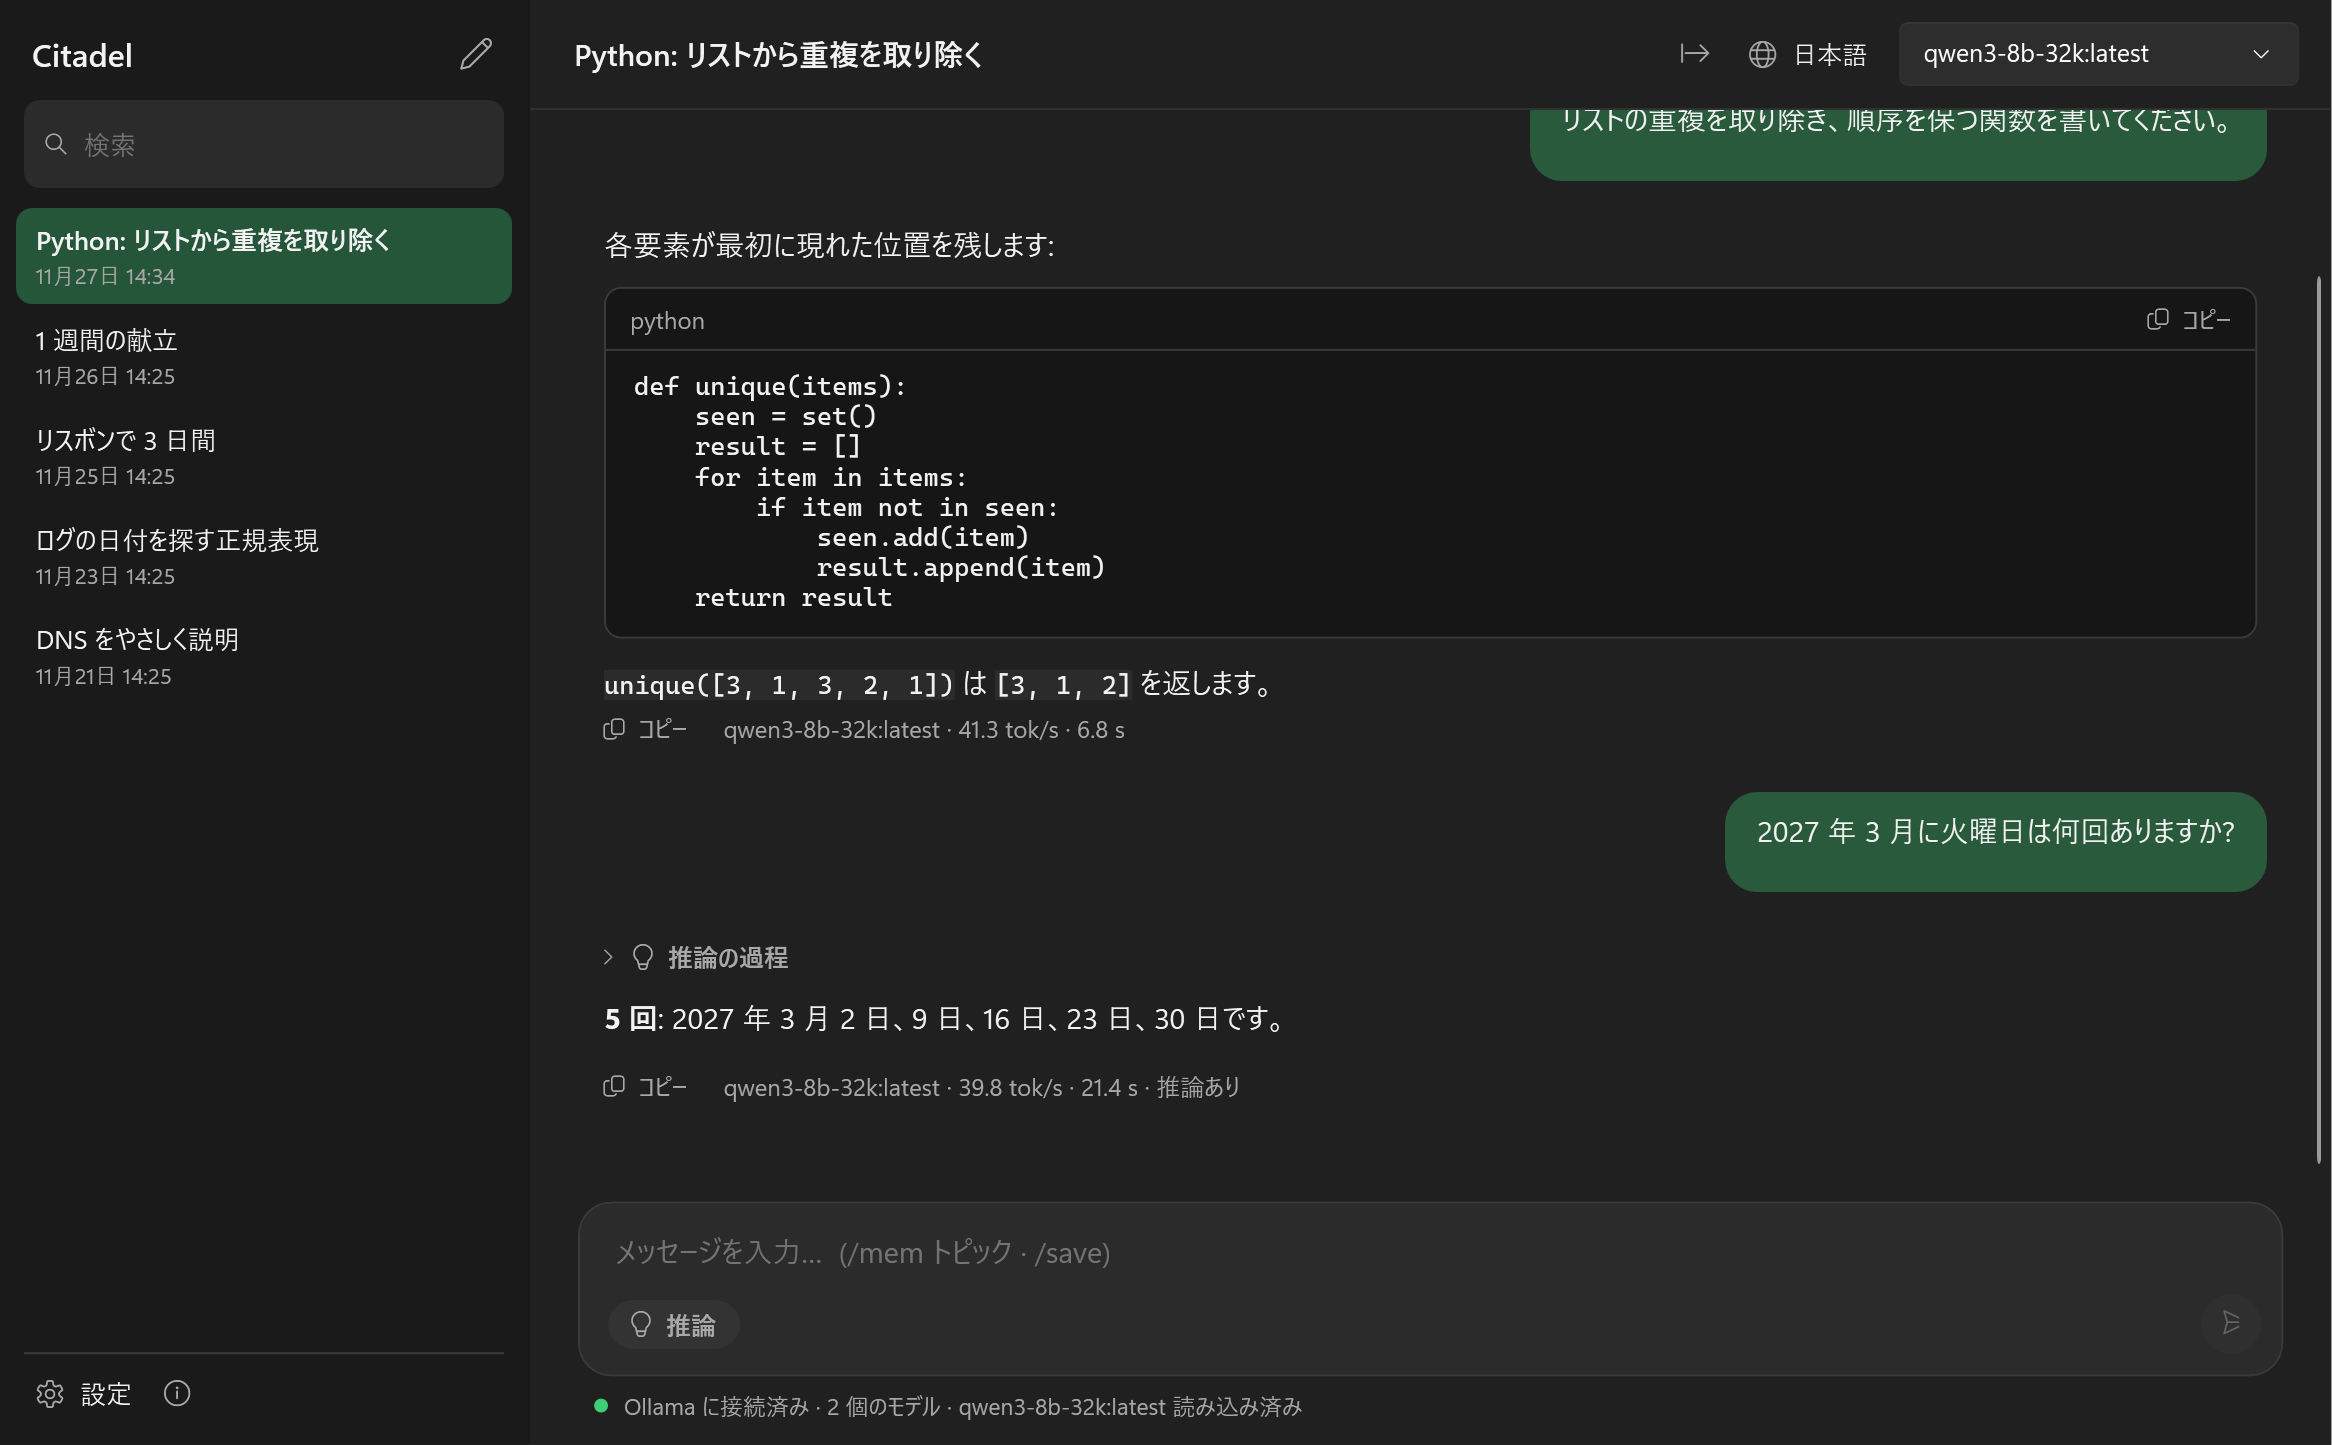 Citadel
検索
Python: リストから重複を取り除く
11月27日 14:34
1 週間の献立
11月26日 14:25
リスボンで 3 日間
11月25日 14:25
ログの日付を探す正規表現
11月23日 14:25
DNS をやさしく説明
11月21日 14:25
設定
Python: リストから重複を取り除く
日本語
qwen3-8b-32k:latest
リストの重複を取り除き、順序を保つ関数を書いてください。
各要素が最初に現れた位置を残します:
python
コピー
def unique(items):
    seen = set()
    result = []
    for item in items:
        if item not in seen:
            seen.add(item)
            result.append(item)
    return result
unique([3, 1, 3, 2, 1]) は [3, 1, 2] を返します。
コピー qwen3-8b-32k:latest · 41.3 tok/s · 6.8 s
2027 年 3 月に火曜日は何回ありますか?
推論の過程
5 回: 2027 年 3 月 2 日、9 日、16 日、23 日、30 日です。
コピー qwen3-8b-32k:latest · 39.8 tok/s · 21.4 s · 推論あり
メッセージを入力… (/mem トピック · /save)
推論
Ollama に接続済み · 2 個のモデル · qwen3-8b-32k:latest 読み込み済み